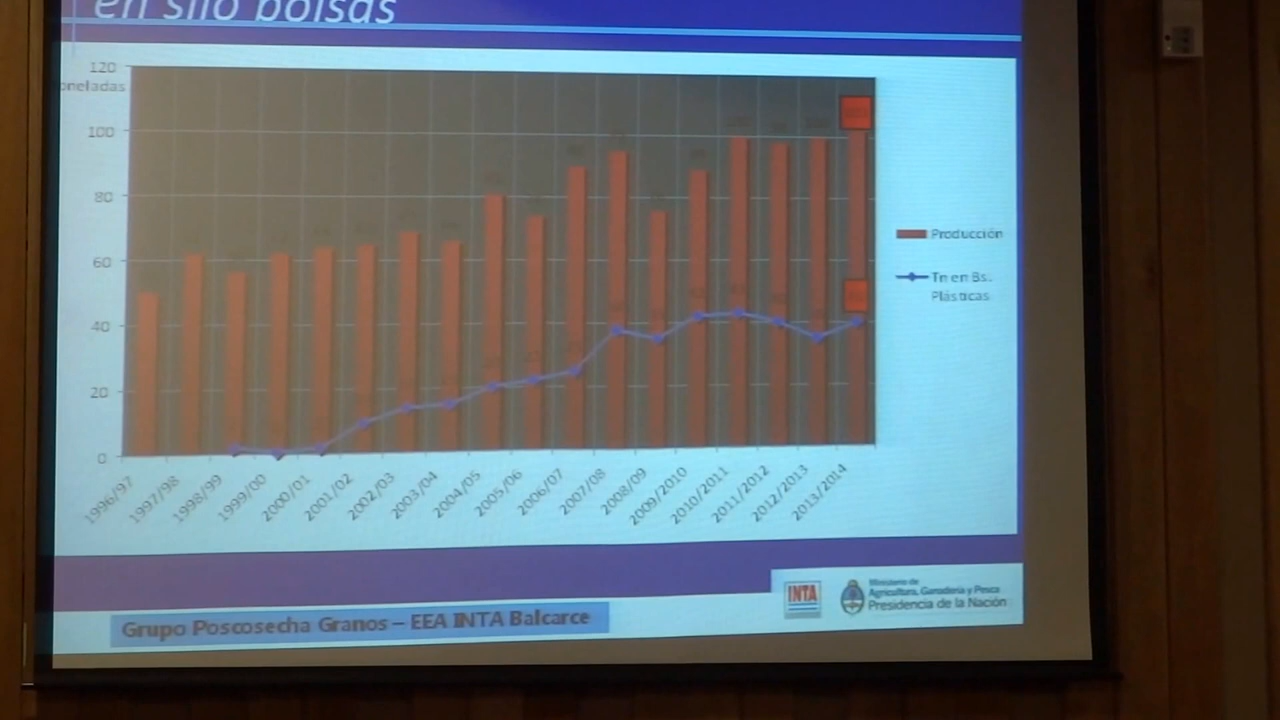 en silo bolsas
120
oneladas
100
80
60
40
20
0
1996/97
1997/98
1998/99
1999/00
2000/01
2001/02
2002/03
2003/04
2004/05
2005/06
2006/07
2007/08
2008/09
2009/2010
2010/2011
2011/2012
2012/2013
2013/2014
Producción
Tn en Bs.
Plásticas
INTA
Ministerio de
Agricultura, Ganadería y Pesca
Presidencia de la Nación
Grupo Poscosecha Granos – EEA INTA Balcarce